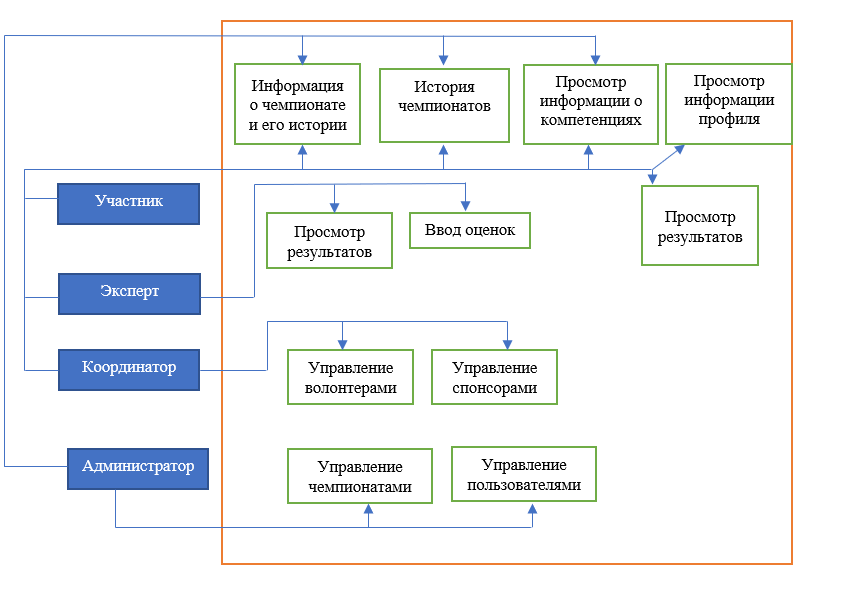 Информация
о чемпионате
и его истории
История
чемпионатов
Просмотр
информации о
компетенциях
Просмотр
информации
профиля
Участник
Просмотр
результатов
Ввод оценок
Просмотр
результатов
Эксперт
Координатор
Управление
волонтерами
Управление
спонсорами
Администратор
Управление
чемпионатами
Управление
пользователями